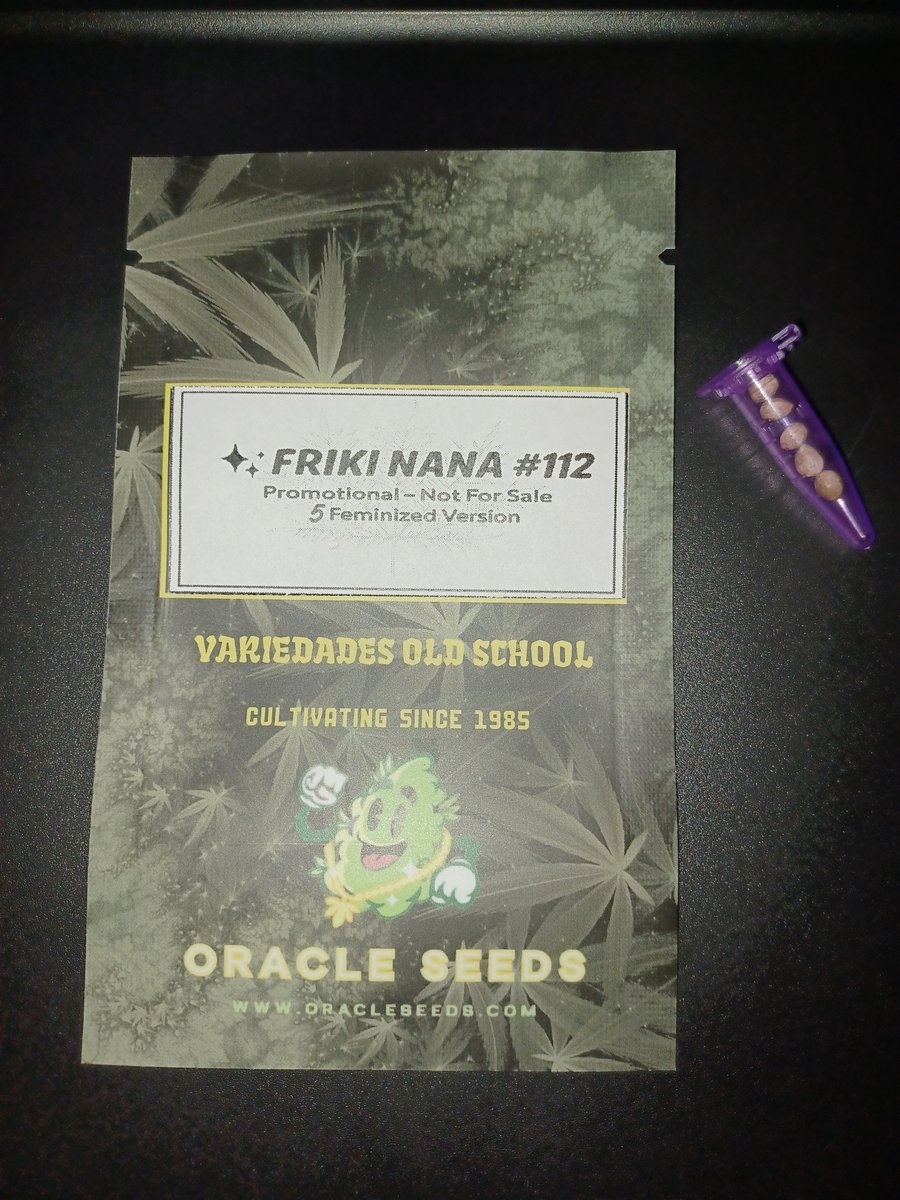 FRIKI NANA #112
Promotional – Not For Sale
5 Feminized Version
VARIEDADES OLD SCHOOL
CULTIVATING SINCE 1985
ORACLE SEEDS
WWW.ORACLESEEDS.COM